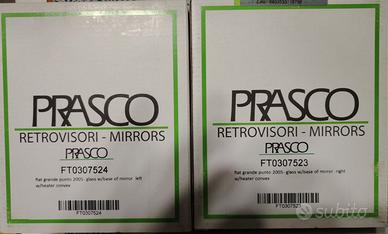 PRASCO
RETROVISORI - MIRRORS
PRASCO
FT0307524
fiat grande punto 2005- glass w/base of mirror left
w/heater convex
FT0307524
PRASCO
RETROVISORI - MIRRORS
PRASCO
FT0307523
fiat grande punto 2005- glass w/base of mirror right
w/heater convex
FT0307523
subito